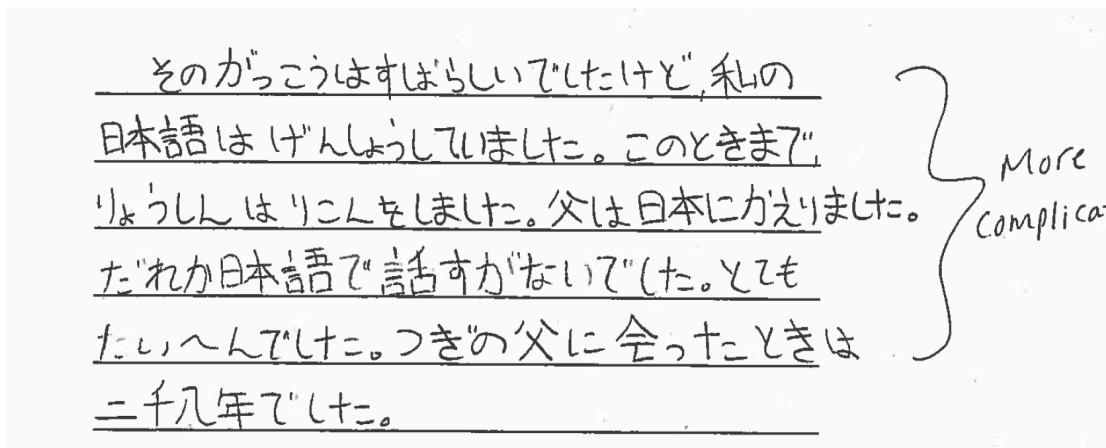 そのがっこうはすばらしいでしたけど,私の
日本語はげんしょうしていました。このときまで,
りょうしんはりこんをしました。父は日本にかえりました。
だれか日本語で話すがないでした。とても
たいへんでした。つぎの父に会ったときは
二千八年でした。
More
complica